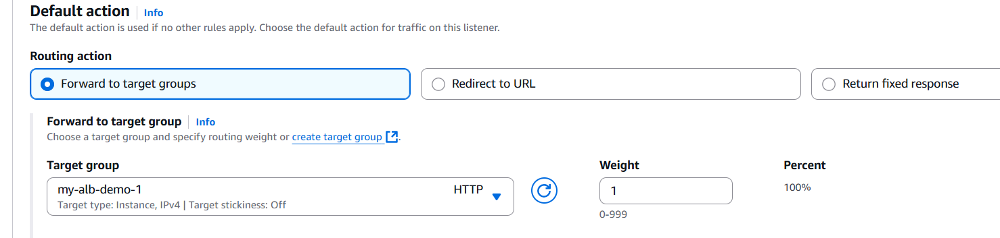 Default action Info
The default action is used if no other rules apply. Choose the default action for traffic on this listener.
Routing action
Forward to target groups Redirect to URL Return fixed response
Forward to target group Info
Choose a target group and specify routing weight or create target group.
Target group Weight Percent
my-alb-demo-1 HTTP 1 100%
Target type: Instance, IPv4 | Target stickiness: Off
0-999